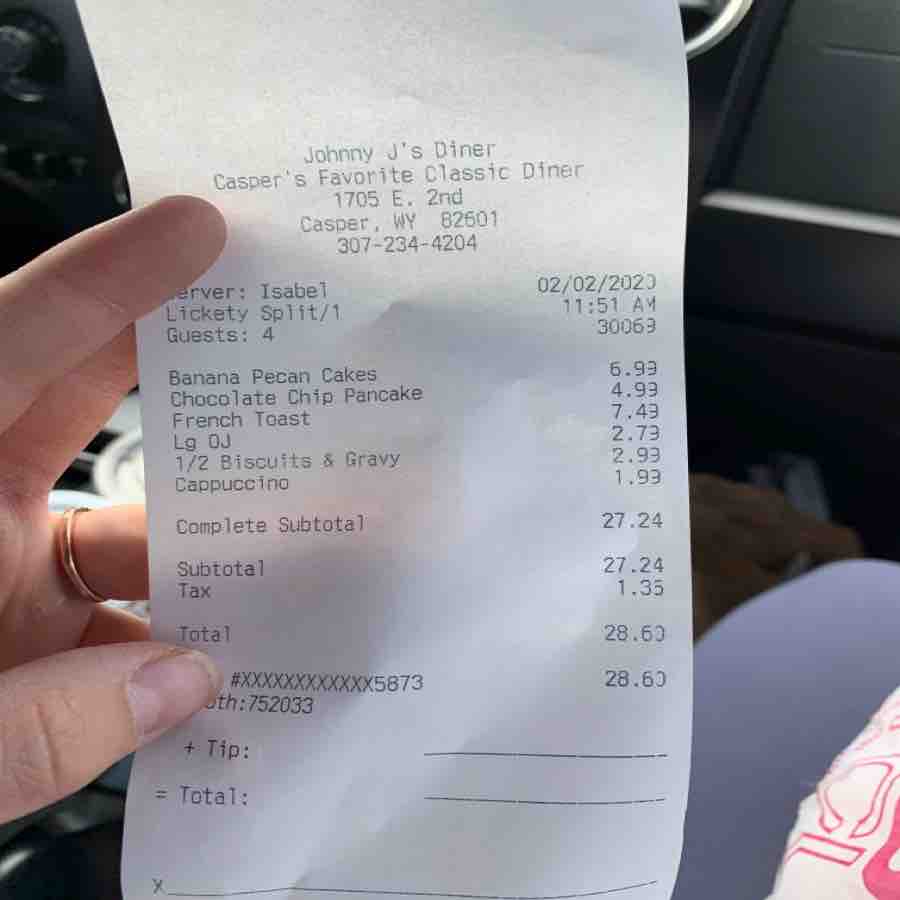 Johnny J's Diner
Casper's Favorite Classic Diner
1705 E. 2nd
Casper, WY 82601
307-234-4204
erver: Isabel 02/02/2020
Lickety Split/1 11:51 AM
Guests: 4 30069
Banana Pecan Cakes 6.99
Chocolate Chip Pancake 4.99
French Toast 7.49
Lg OJ 2.79
1/2 Biscuits & Gravy 2.99
Cappuccino 1.99
Complete Subtotal 27.24
Subtotal 27.24
Tax 1.36
Total 28.60
#XXXXXXXXXXXX5873 28.60
uth:752033
+ Tip:
= Total:
X